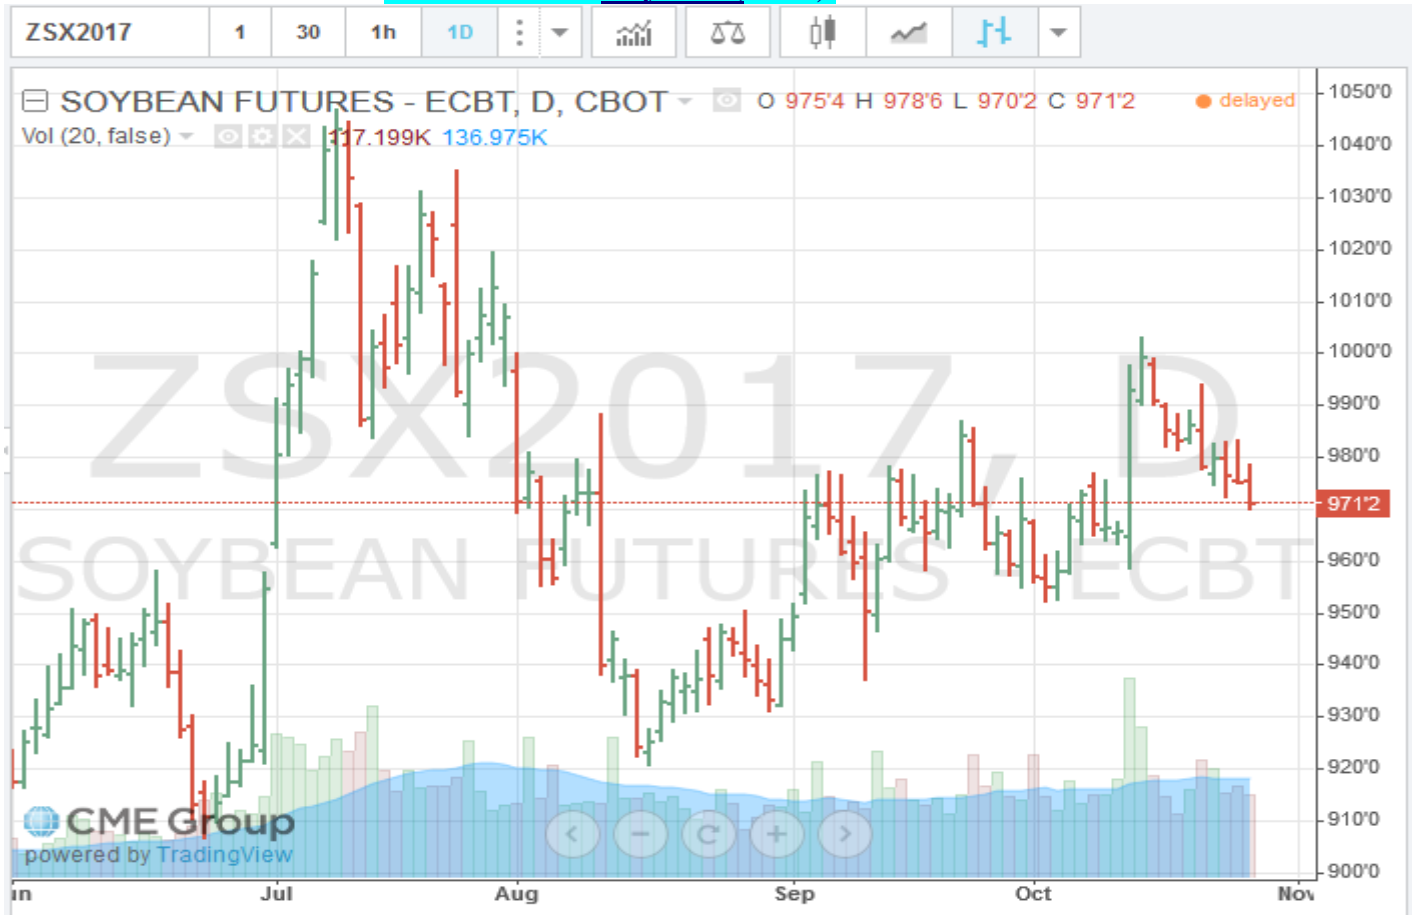 ZSX2017 1 30 1h 1D
SOYBEAN FUTURES - ECBT, D, CBOT O 975'4 H 978'6 L 970'2 C 971'2 delayed
Vol (20, false) 117.199K 136.975K
1050'0
1040'0
1030'0
1020'0
1010'0
1000'0
990'0
980'0
971'2
960'0
950'0
940'0
930'0
920'0
910'0
900'0
ZSX2017, D
SOYBEAN FUTURES - ECBT
CME Group
powered by TradingView
Jul Aug Sep Oct